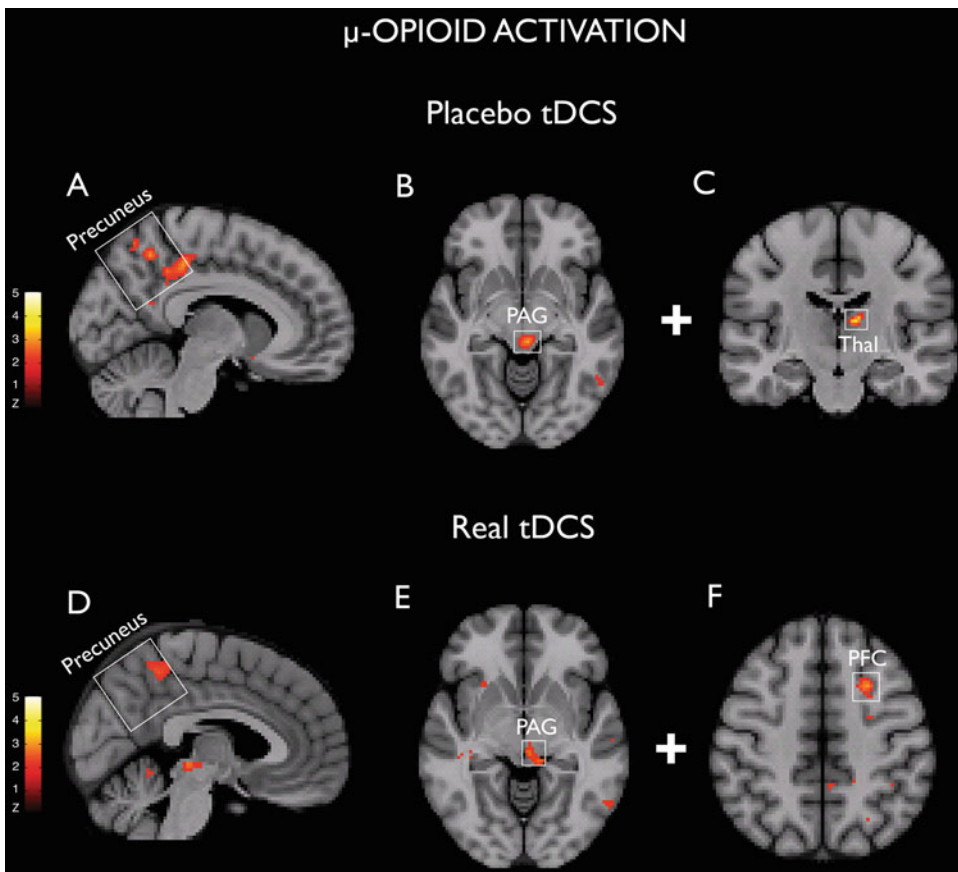 μ-OPIOID ACTIVATION
Placebo tDCS
A
Precuneus
B
PAG
C
Thal
5
4
3
2
1
Z
Real tDCS
D
Precuneus
E
PAG
F
PFC
5
4
3
2
1
Z